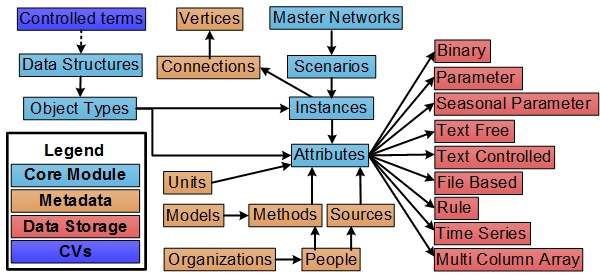 Controlled terms
Vertices
Master Networks
Data Structures
Connections
Scenarios
Object Types
Instances
Attributes
Units
Models
Methods
Sources
Organizations
People
Binary
Parameter
Seasonal Parameter
Text Free
Text Controlled
File Based
Rule
Time Series
Multi Column Array
Legend
Core Module
Metadata
Data Storage
CVs